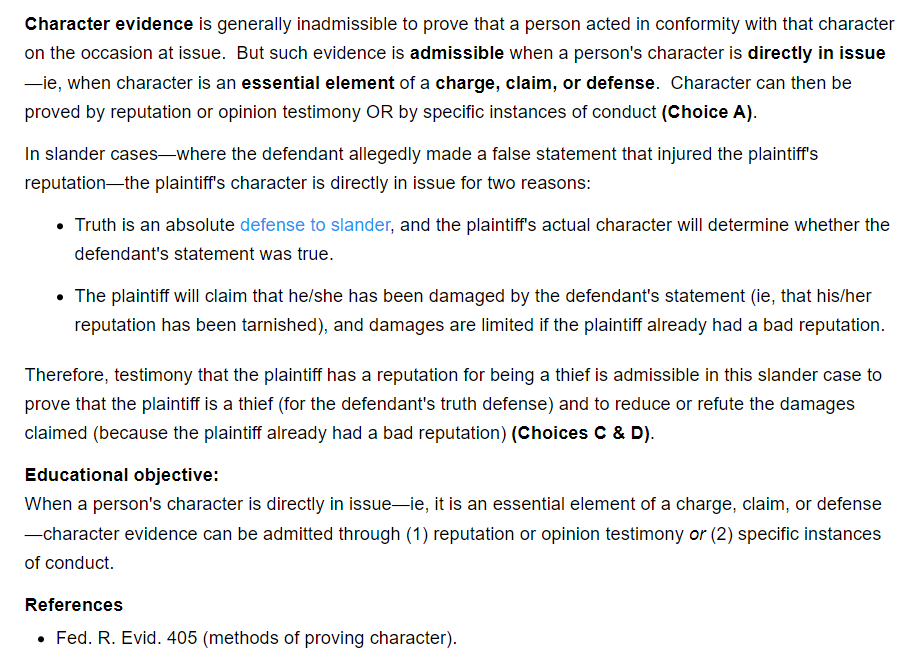 Character evidence is generally inadmissible to prove that a person acted in conformity with that character
on the occasion at issue.  But such evidence is admissible when a person's character is directly in issue
—ie, when character is an essential element of a charge, claim, or defense.  Character can then be
proved by reputation or opinion testimony OR by specific instances of conduct (Choice A).
In slander cases—where the defendant allegedly made a false statement that injured the plaintiff's
reputation—the plaintiff's character is directly in issue for two reasons:
• Truth is an absolute defense to slander, and the plaintiff's actual character will determine whether the
defendant's statement was true.
• The plaintiff will claim that he/she has been damaged by the defendant's statement (ie, that his/her
reputation has been tarnished), and damages are limited if the plaintiff already had a bad reputation.
Therefore, testimony that the plaintiff has a reputation for being a thief is admissible in this slander case to
prove that the plaintiff is a thief (for the defendant's truth defense) and to reduce or refute the damages
claimed (because the plaintiff already had a bad reputation) (Choices C & D).
Educational objective:
When a person's character is directly in issue—ie, it is an essential element of a charge, claim, or defense
—character evidence can be admitted through (1) reputation or opinion testimony or (2) specific instances
of conduct.
References
• Fed. R. Evid. 405 (methods of proving character).